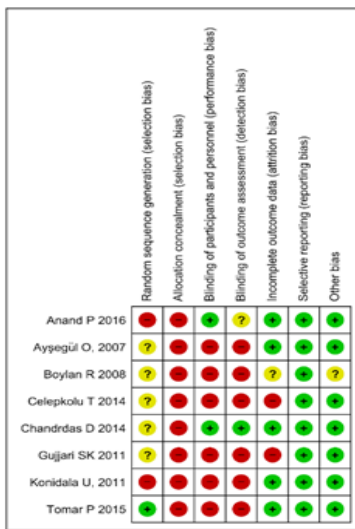 Random sequence generation (selection bias)
Allocation concealment (selection bias)
Blinding of participants and personnel (performance bias)
Blinding of outcome assessment (detection bias)
Incomplete outcome data (attrition bias)
Selective reporting (reporting bias)
Other bias
Anand P 2016 - - + ? + + +
Ayşegül O, 2007 ? - - - + + +
Boylan R 2008 ? - - - ? + ?
Celepkolu T 2014 ? - - - - + +
Chandrdas D 2014 ? - + + + + +
Gujjari SK 2011 ? - - - - + +
Konidala U, 2011 - - - - + + +
Tomar P 2015 + - - - + + +